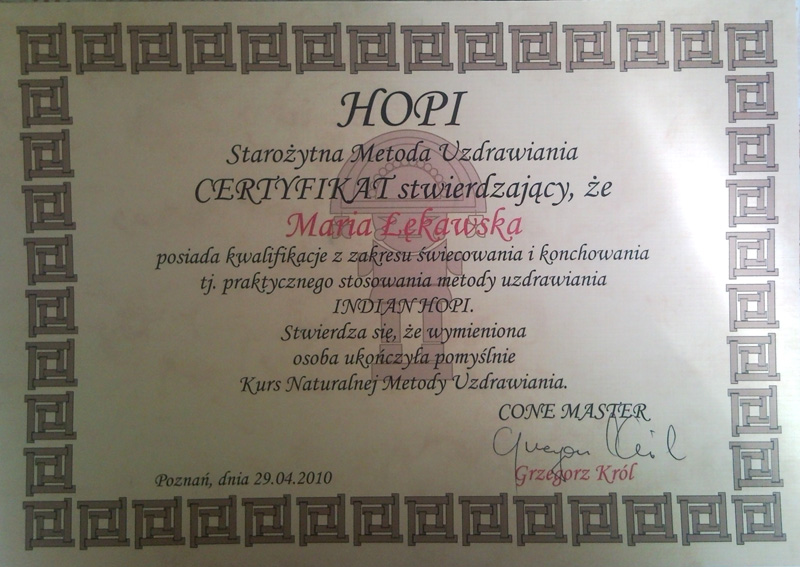 HOPI
Starożytna Metoda Uzdrawiania
CERTYFIKAT stwierdzający, że
Maria Łękawska
posiada kwalifikacje z zakresu świecowania i konchowania
tj. praktycznego stosowania metody uzdrawiania
INDIAN HOPI.
Stwierdza się, że wymieniona
osoba ukończyła pomyślnie
Kurs Naturalnej Metody Uzdrawiania.
CONE MASTER
Grzegorz Król
Poznań, dnia 29.04.2010